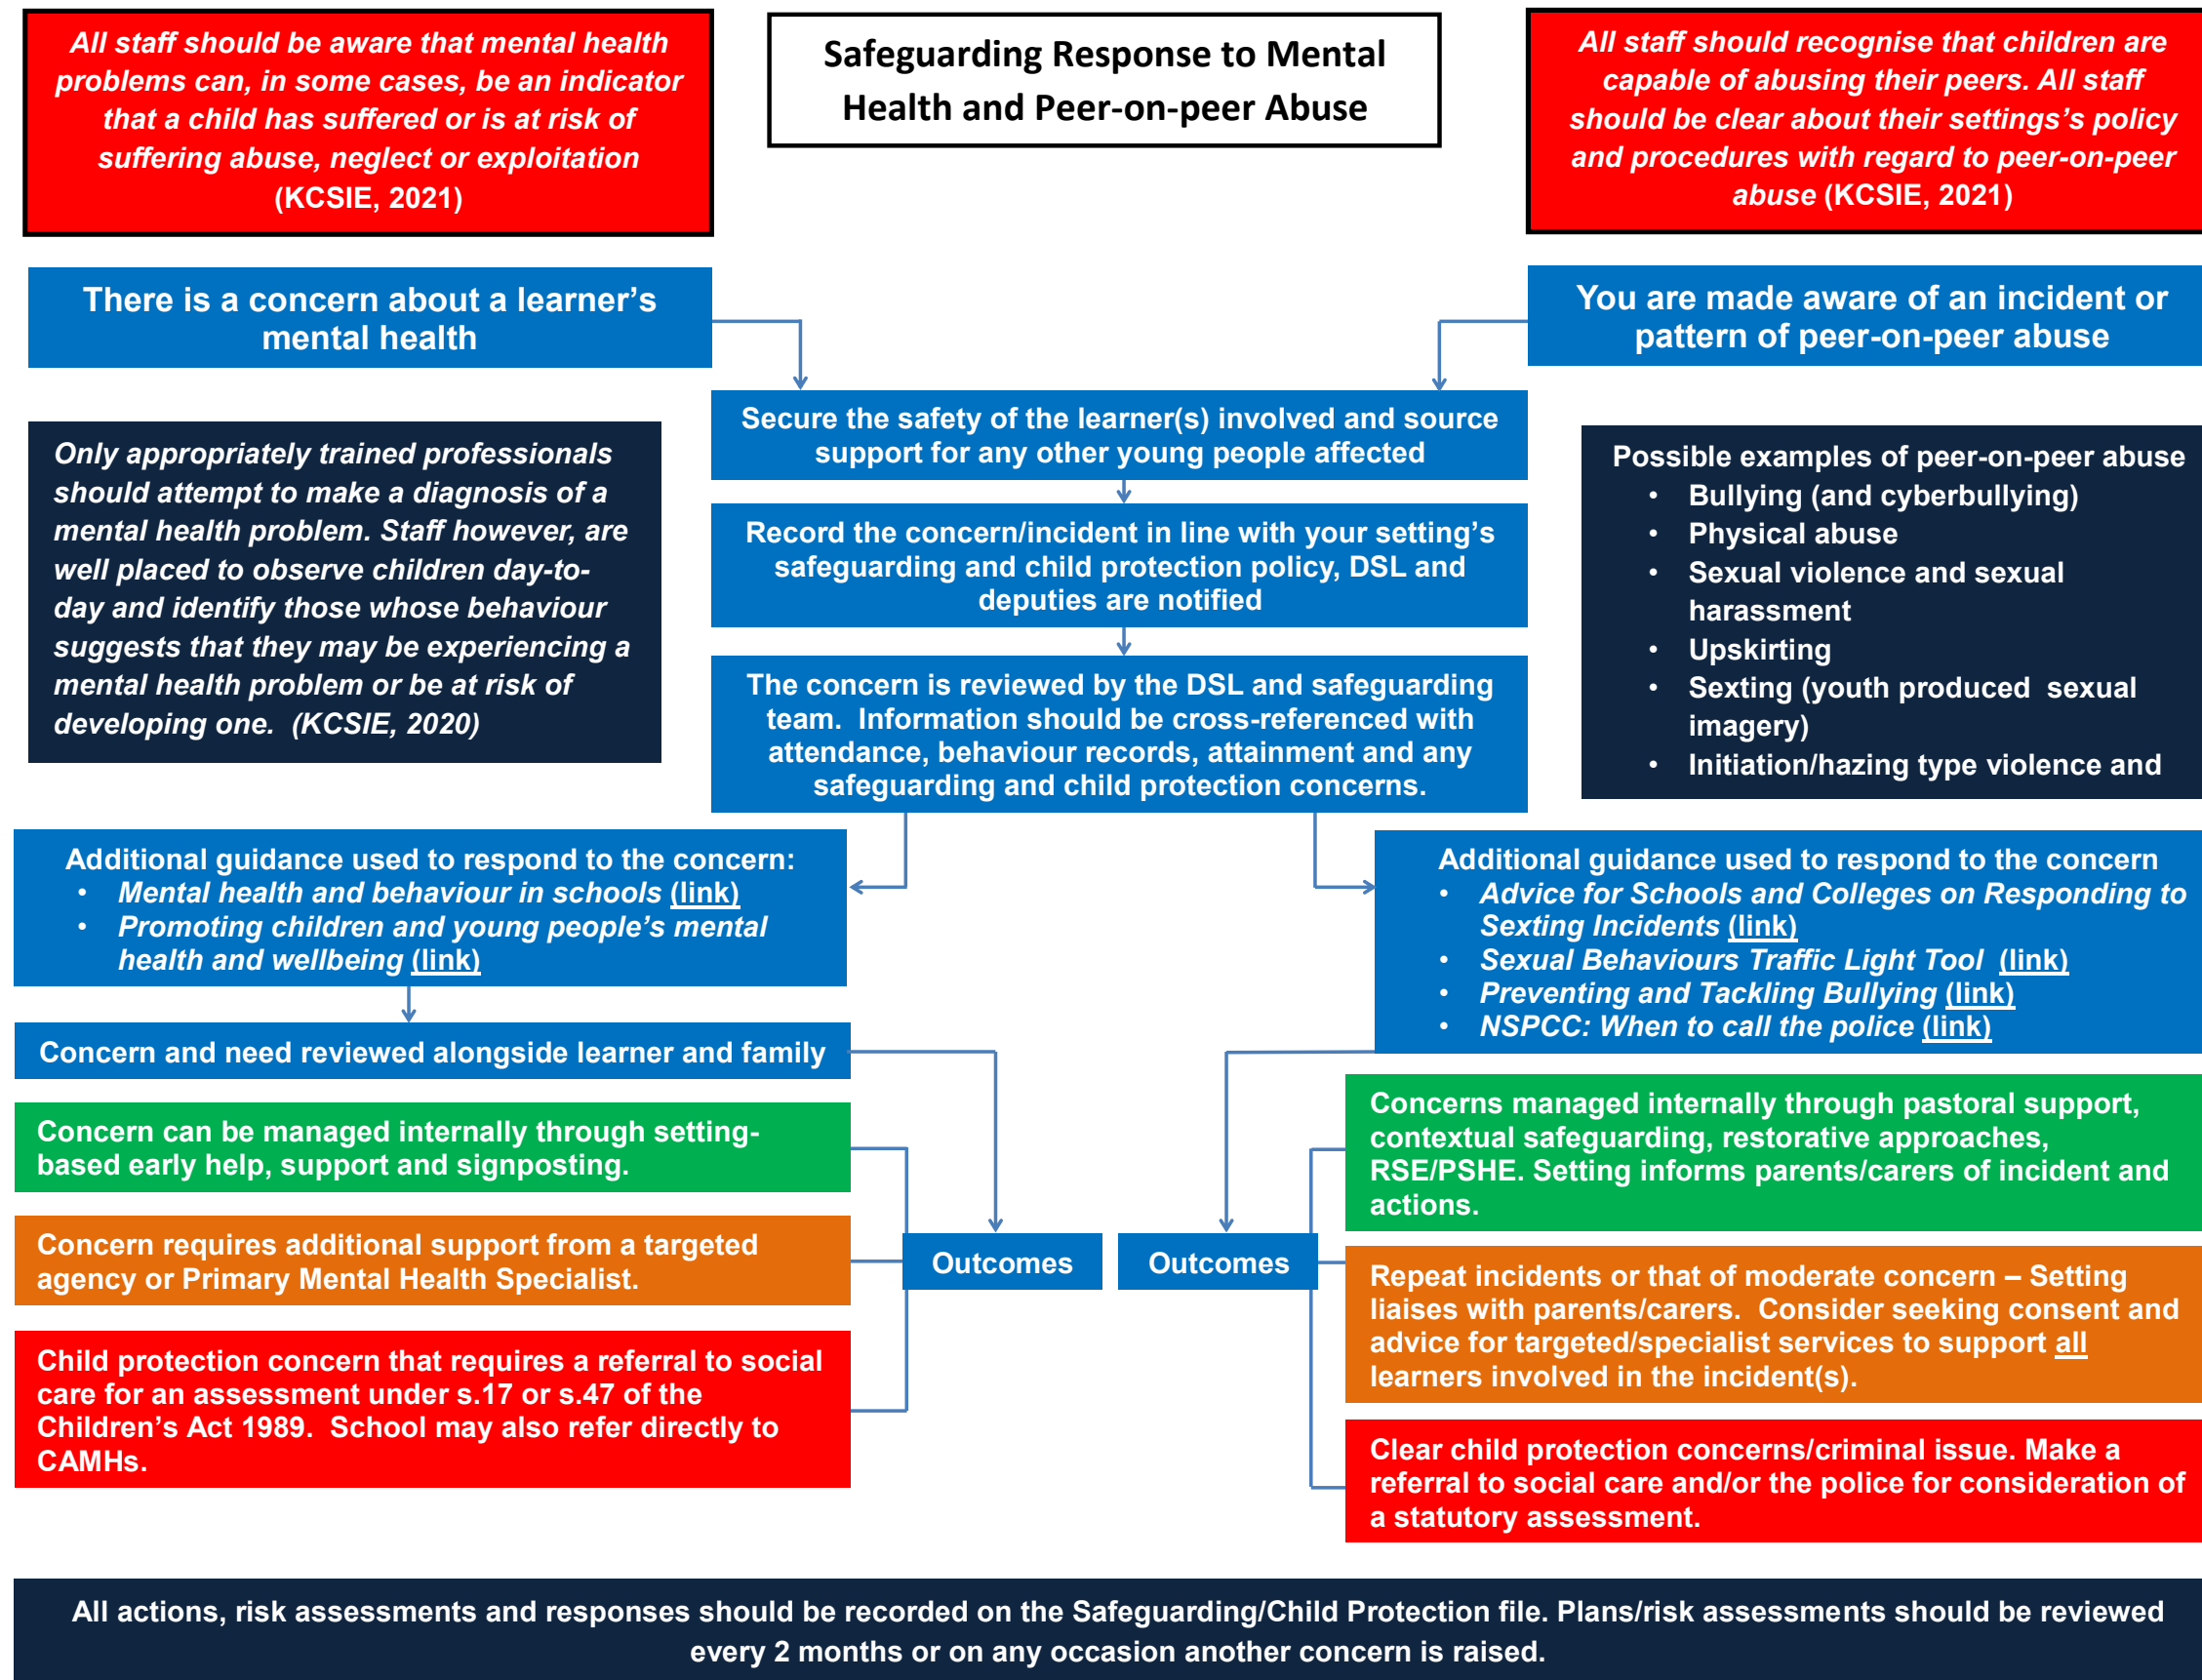 All staff should be aware that mental health
problems can, in some cases, be an indicator
that a child has suffered or is at risk of
suffering abuse, neglect or exploitation
(KCSIE, 2021)
Safeguarding Response to Mental
Health and Peer-on-peer Abuse
All staff should recognise that children are
capable of abusing their peers. All staff
should be clear about their settings's policy
and procedures with regard to peer-on-peer
abuse (KCSIE, 2021)
There is a concern about a learner's
mental health
You are made aware of an incident or
pattern of peer-on-peer abuse
Secure the safety of the learner(s) involved and source
support for any other young people affected
Only appropriately trained professionals
should attempt to make a diagnosis of a
mental health problem. Staff however, are
well placed to observe children day-to-
day and identify those whose behaviour
suggests that they may be experiencing a
mental health problem or be at risk of
developing one.  (KCSIE, 2020)
Record the concern/incident in line with your setting's
safeguarding and child protection policy, DSL and
deputies are notified
Possible examples of peer-on-peer abuse
• Bullying (and cyberbullying)
• Physical abuse
• Sexual violence and sexual
harassment
• Upskirting
• Sexting (youth produced  sexual
imagery)
• Initiation/hazing type violence and
The concern is reviewed by the DSL and safeguarding
team.  Information should be cross-referenced with
attendance, behaviour records, attainment and any
safeguarding and child protection concerns.
Additional guidance used to respond to the concern:
• Mental health and behaviour in schools (link)
• Promoting children and young people's mental
health and wellbeing (link)
Additional guidance used to respond to the concern
• Advice for Schools and Colleges on Responding to
Sexting Incidents (link)
• Sexual Behaviours Traffic Light Tool  (link)
• Preventing and Tackling Bullying (link)
• NSPCC: When to call the police (link)
Concern and need reviewed alongside learner and family
Concern can be managed internally through setting-
based early help, support and signposting.
Concern requires additional support from a targeted
agency or Primary Mental Health Specialist.
Child protection concern that requires a referral to social
care for an assessment under s.17 or s.47 of the
Children's Act 1989.  School may also refer directly to
CAMHs.
Outcomes
Outcomes
Concerns managed internally through pastoral support,
contextual safeguarding, restorative approaches,
RSE/PSHE. Setting informs parents/carers of incident and
actions.
Repeat incidents or that of moderate concern – Setting
liaises with parents/carers.  Consider seeking consent and
advice for targeted/specialist services to support all
learners involved in the incident(s).
Clear child protection concerns/criminal issue. Make a
referral to social care and/or the police for consideration of
a statutory assessment.
All actions, risk assessments and responses should be recorded on the Safeguarding/Child Protection file. Plans/risk assessments should be reviewed
every 2 months or on any occasion another concern is raised.